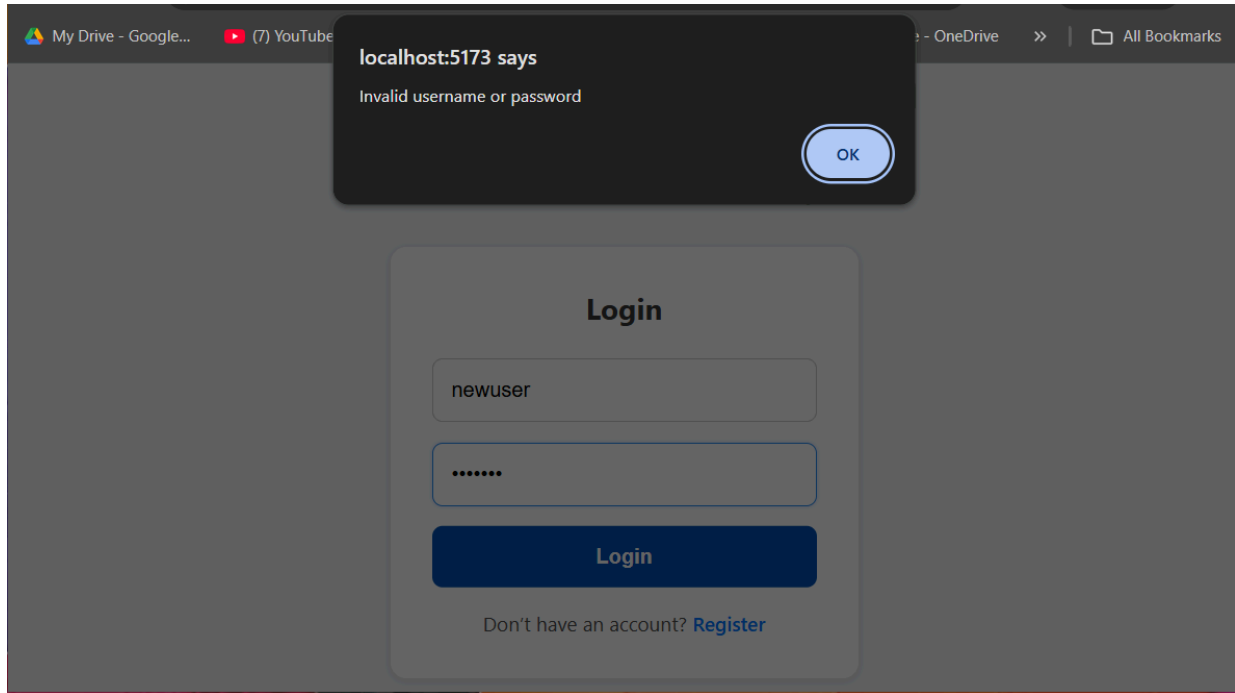 My Drive - Google... (7) YouTube e - OneDrive » All Bookmarks
localhost:5173 says
Invalid username or password
OK
Login
newuser
•••••••
Login
Don't have an account? Register